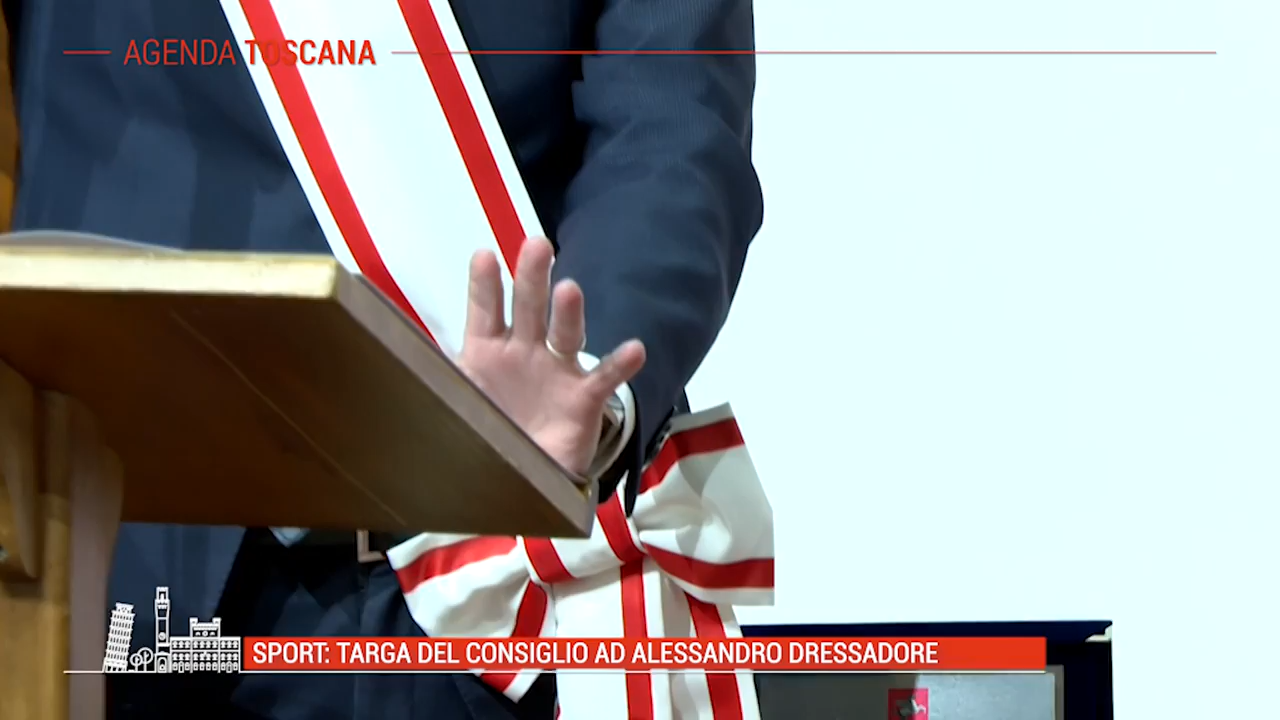 AGENDA TOSCANA
SPORT: TARGA DEL CONSIGLIO AD ALESSANDRO DRESSADORE